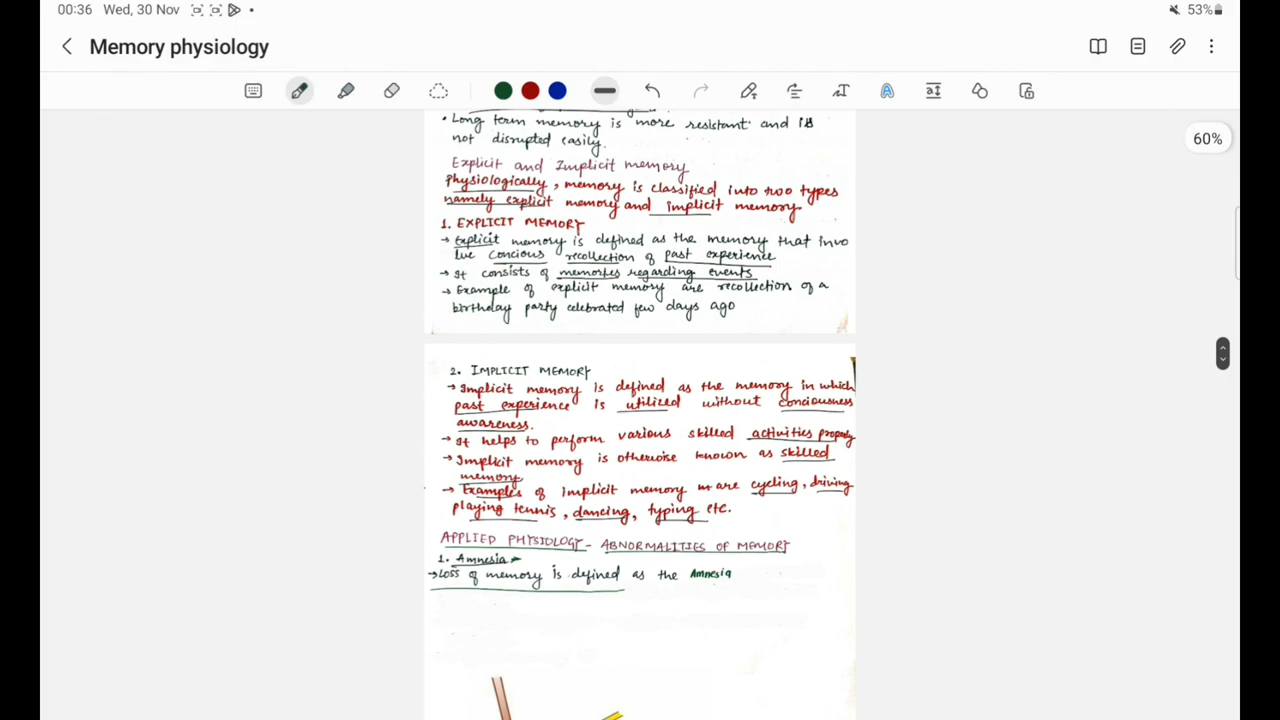 00:36 Wed, 30 Nov
53%
Memory physiology
60%
• Long term memory is more resistant and is
not disrupted easily.
Explicit and Implicit memory
physiologically, memory is classified into two types
namely explicit memory and implicit memory
1. EXPLICIT MEMORY
→ Explicit memory is defined as the memory that invo
lve concious recollection of past experience
→ It consists of memories regarding events
→ Example of explicit memory are recollection of a
birthday party celebrated few days ago
2. IMPLICIT MEMORY
→ Implicit memory is defined as the memory in which
past experience is utilized without conciousness
awareness.
→ It helps to perform various skilled activities properly
→ Implicit memory is otherwise known as skilled
memory
→ Examples of implicit memory are cycling, driving
playing tennis, dancing, typing etc.
APPLIED PHYSIOLOGY - ABNORMALITIES OF MEMORY
1. Amnesia →
→ Loss of memory is defined as the Amnesia